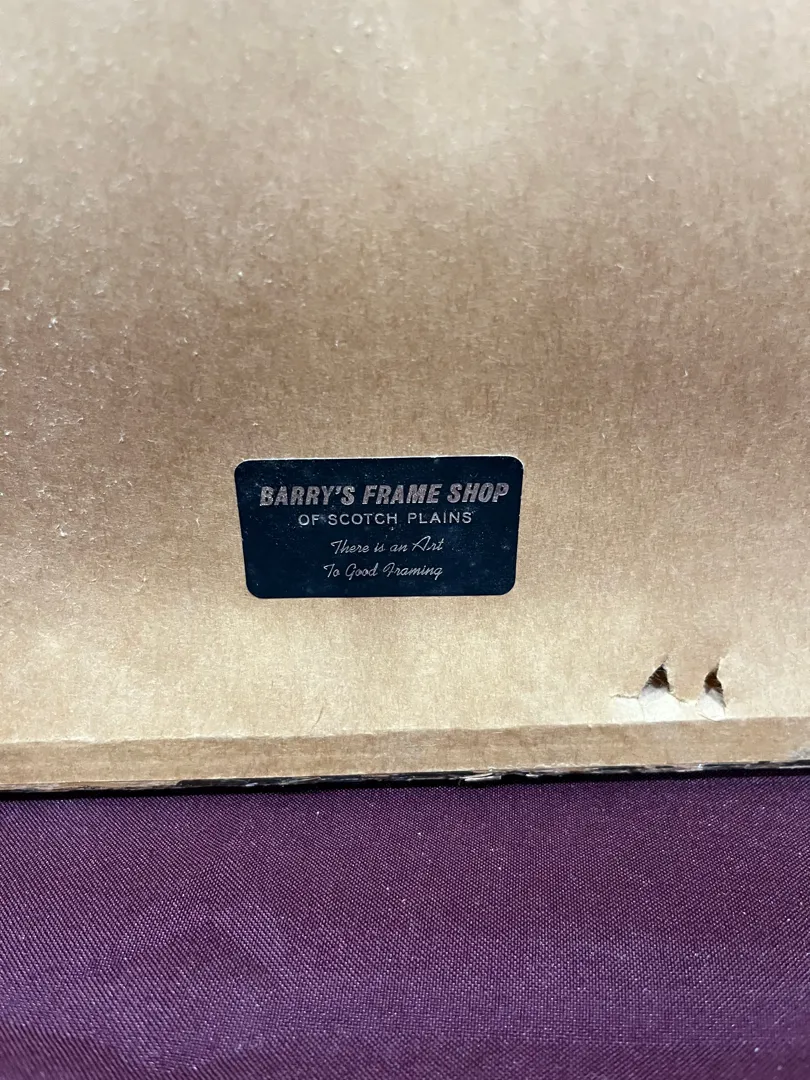 BARRY'S FRAME SHOP
OF SCOTCH PLAINS
There is an Art
To Good Framing